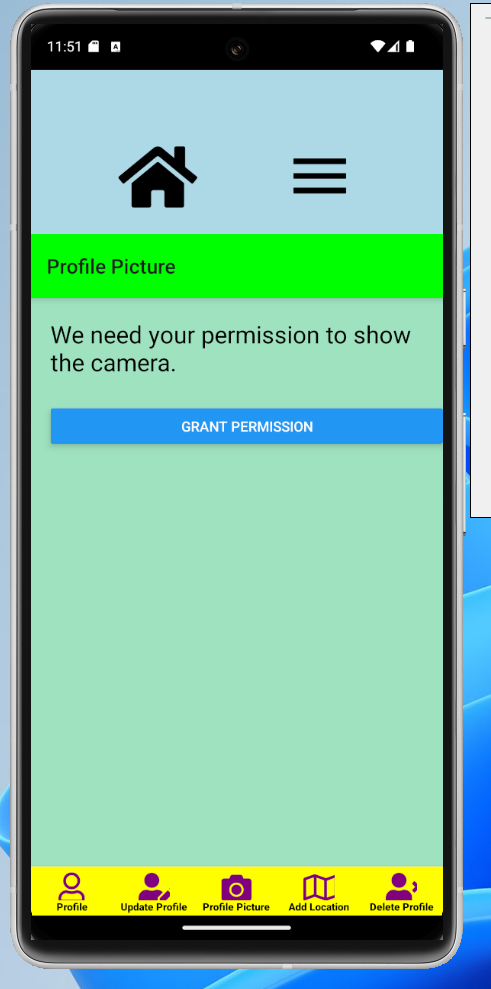 11:51
A
Profile Picture
We need your permission to show
the camera.
GRANT PERMISSION
Profile
Update Profile
Profile Picture
Add Location
Delete Profile